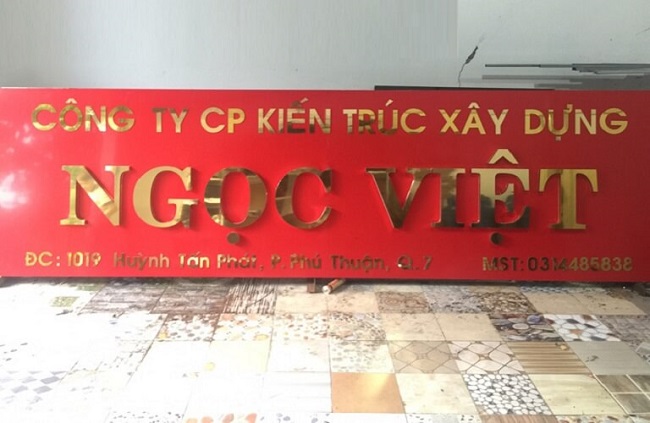 CÔNG TY CP KIẾN TRÚC XÂY DỰNG
NGỌC VIỆT
ĐC: 1019 Huỳnh Tấn Phát, P. Phú Thuận, Q. 7 MST: 0314485838